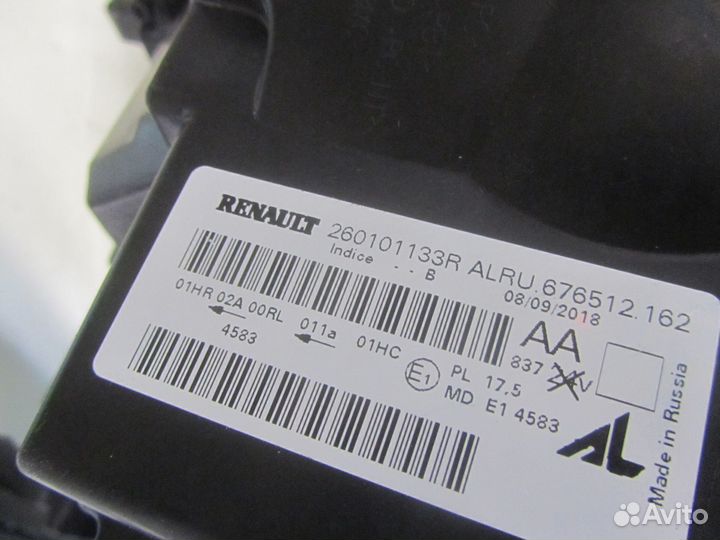 RENAULT 260101133R ALRU.676512.162
Indice - - B
08/09/2018
AA
01HR 02A 00RL 011a 01HC
4583
837 24V
E1 PL 17,5
MD E1 4583
AL
Made in Russia
Avito